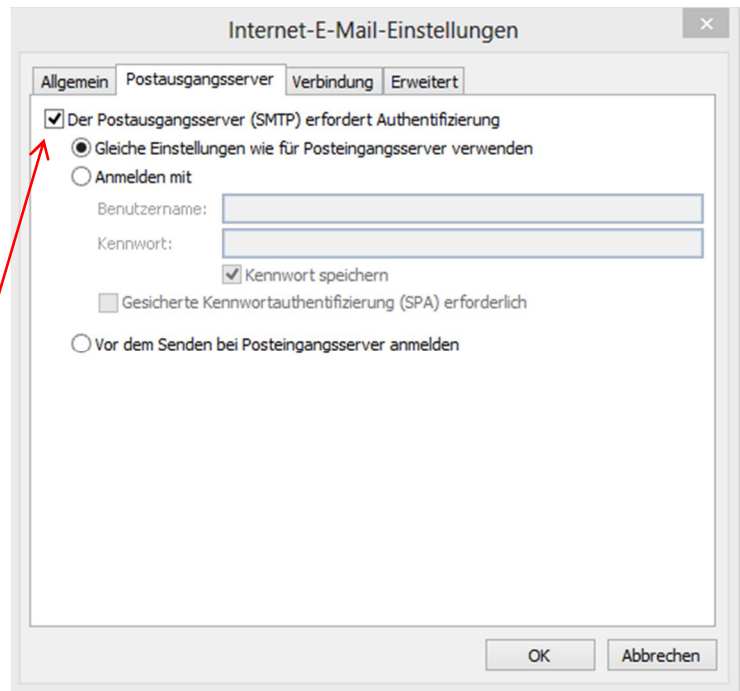 Internet-E-Mail-Einstellungen
Allgemein Postausgangsserver Verbindung Erweitert
Der Postausgangsserver (SMTP) erfordert Authentifizierung
Gleiche Einstellungen wie für Posteingangsserver verwenden
Anmelden mit
Benutzername:
Kennwort:
Kennwort speichern
Gesicherte Kennwortauthentifizierung (SPA) erforderlich
Vor dem Senden bei Posteingangsserver anmelden
OK Abbrechen